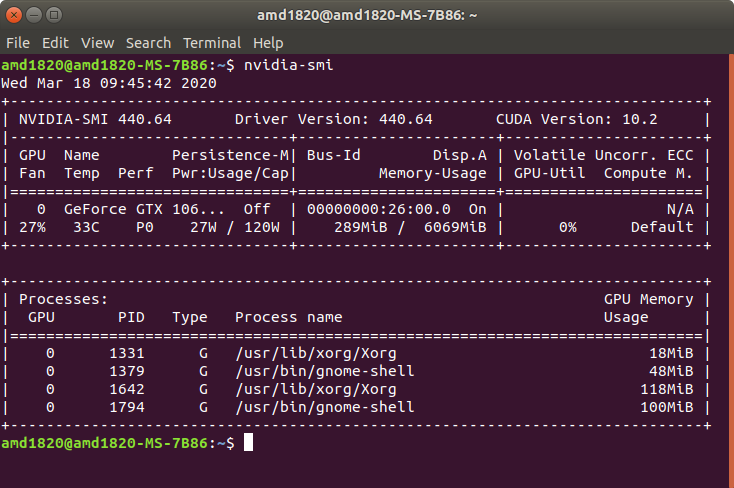 amd1820@amd1820-MS-7B86: ~
File Edit View Search Terminal Help
amd1820@amd1820-MS-7B86:~$ nvidia-smi
Wed Mar 18 09:45:42 2020
+-----------------------------------------------------------------------------+
| NVIDIA-SMI 440.64       Driver Version: 440.64       CUDA Version: 10.2     |
|-------------------------------+----------------------+----------------------+
| GPU  Name        Persistence-M| Bus-Id        Disp.A | Volatile Uncorr. ECC |
| Fan  Temp  Perf  Pwr:Usage/Cap|         Memory-Usage | GPU-Util  Compute M. |
|===============================+======================+======================|
|   0  GeForce GTX 106...  Off  | 00000000:26:00.0  On |                  N/A |
| 27%   33C    P0    27W / 120W |    289MiB /  6069MiB |      0%      Default |
+-------------------------------+----------------------+----------------------+
+-----------------------------------------------------------------------------+
| Processes:                                                       GPU Memory |
|  GPU       PID   Type   Process name                             Usage      |
|=============================================================================|
|    0      1331      G   /usr/lib/xorg/Xorg                            18MiB |
|    0      1379      G   /usr/bin/gnome-shell                          48MiB |
|    0      1642      G   /usr/lib/xorg/Xorg                           118MiB |
|    0      1794      G   /usr/bin/gnome-shell                         100MiB |
+-----------------------------------------------------------------------------+
amd1820@amd1820-MS-7B86:~$